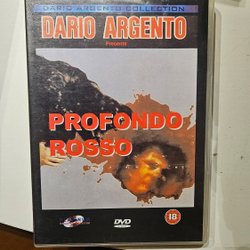 DARIO ARGENTO COLLECTION
DARIO ARGENTO
Presents
PROFONDO
ROSSO
DVD
18